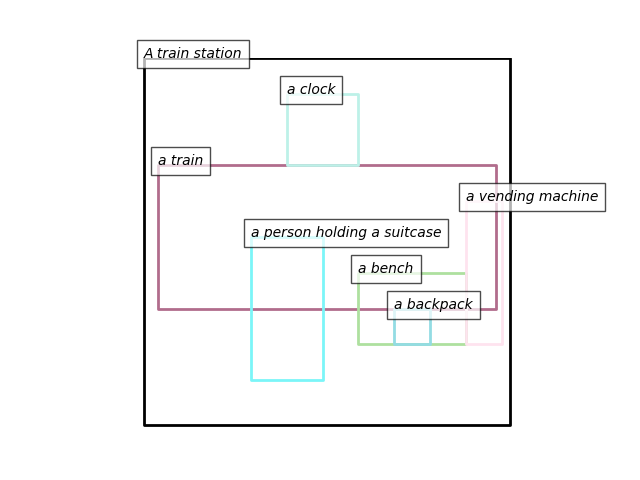 A train station
a clock
a train
a vending machine
a person holding a suitcase
a bench
a backpack